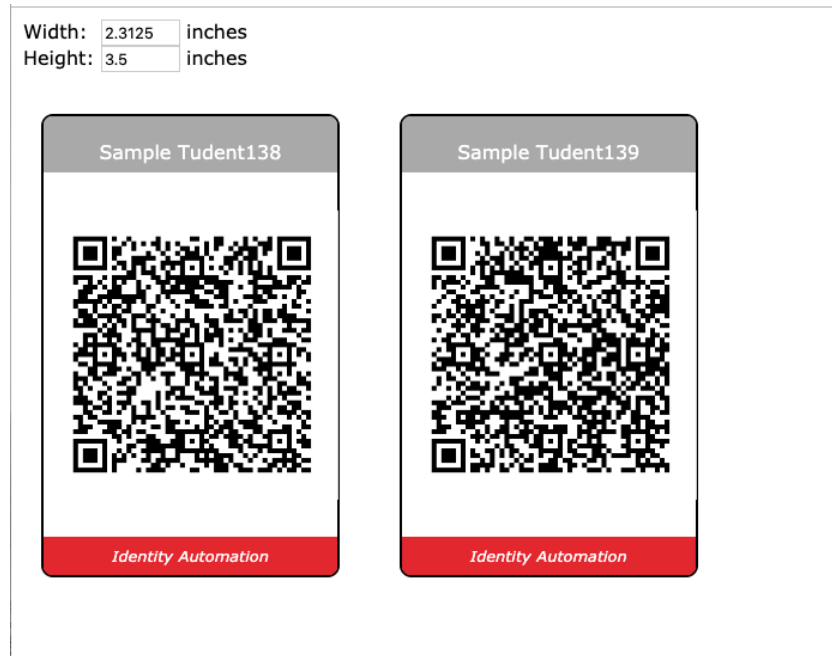 Width: 2.3125 inches
Height: 3.5 inches
Sample Tudent138
Sample Tudent139
Identity Automation
Identity Automation